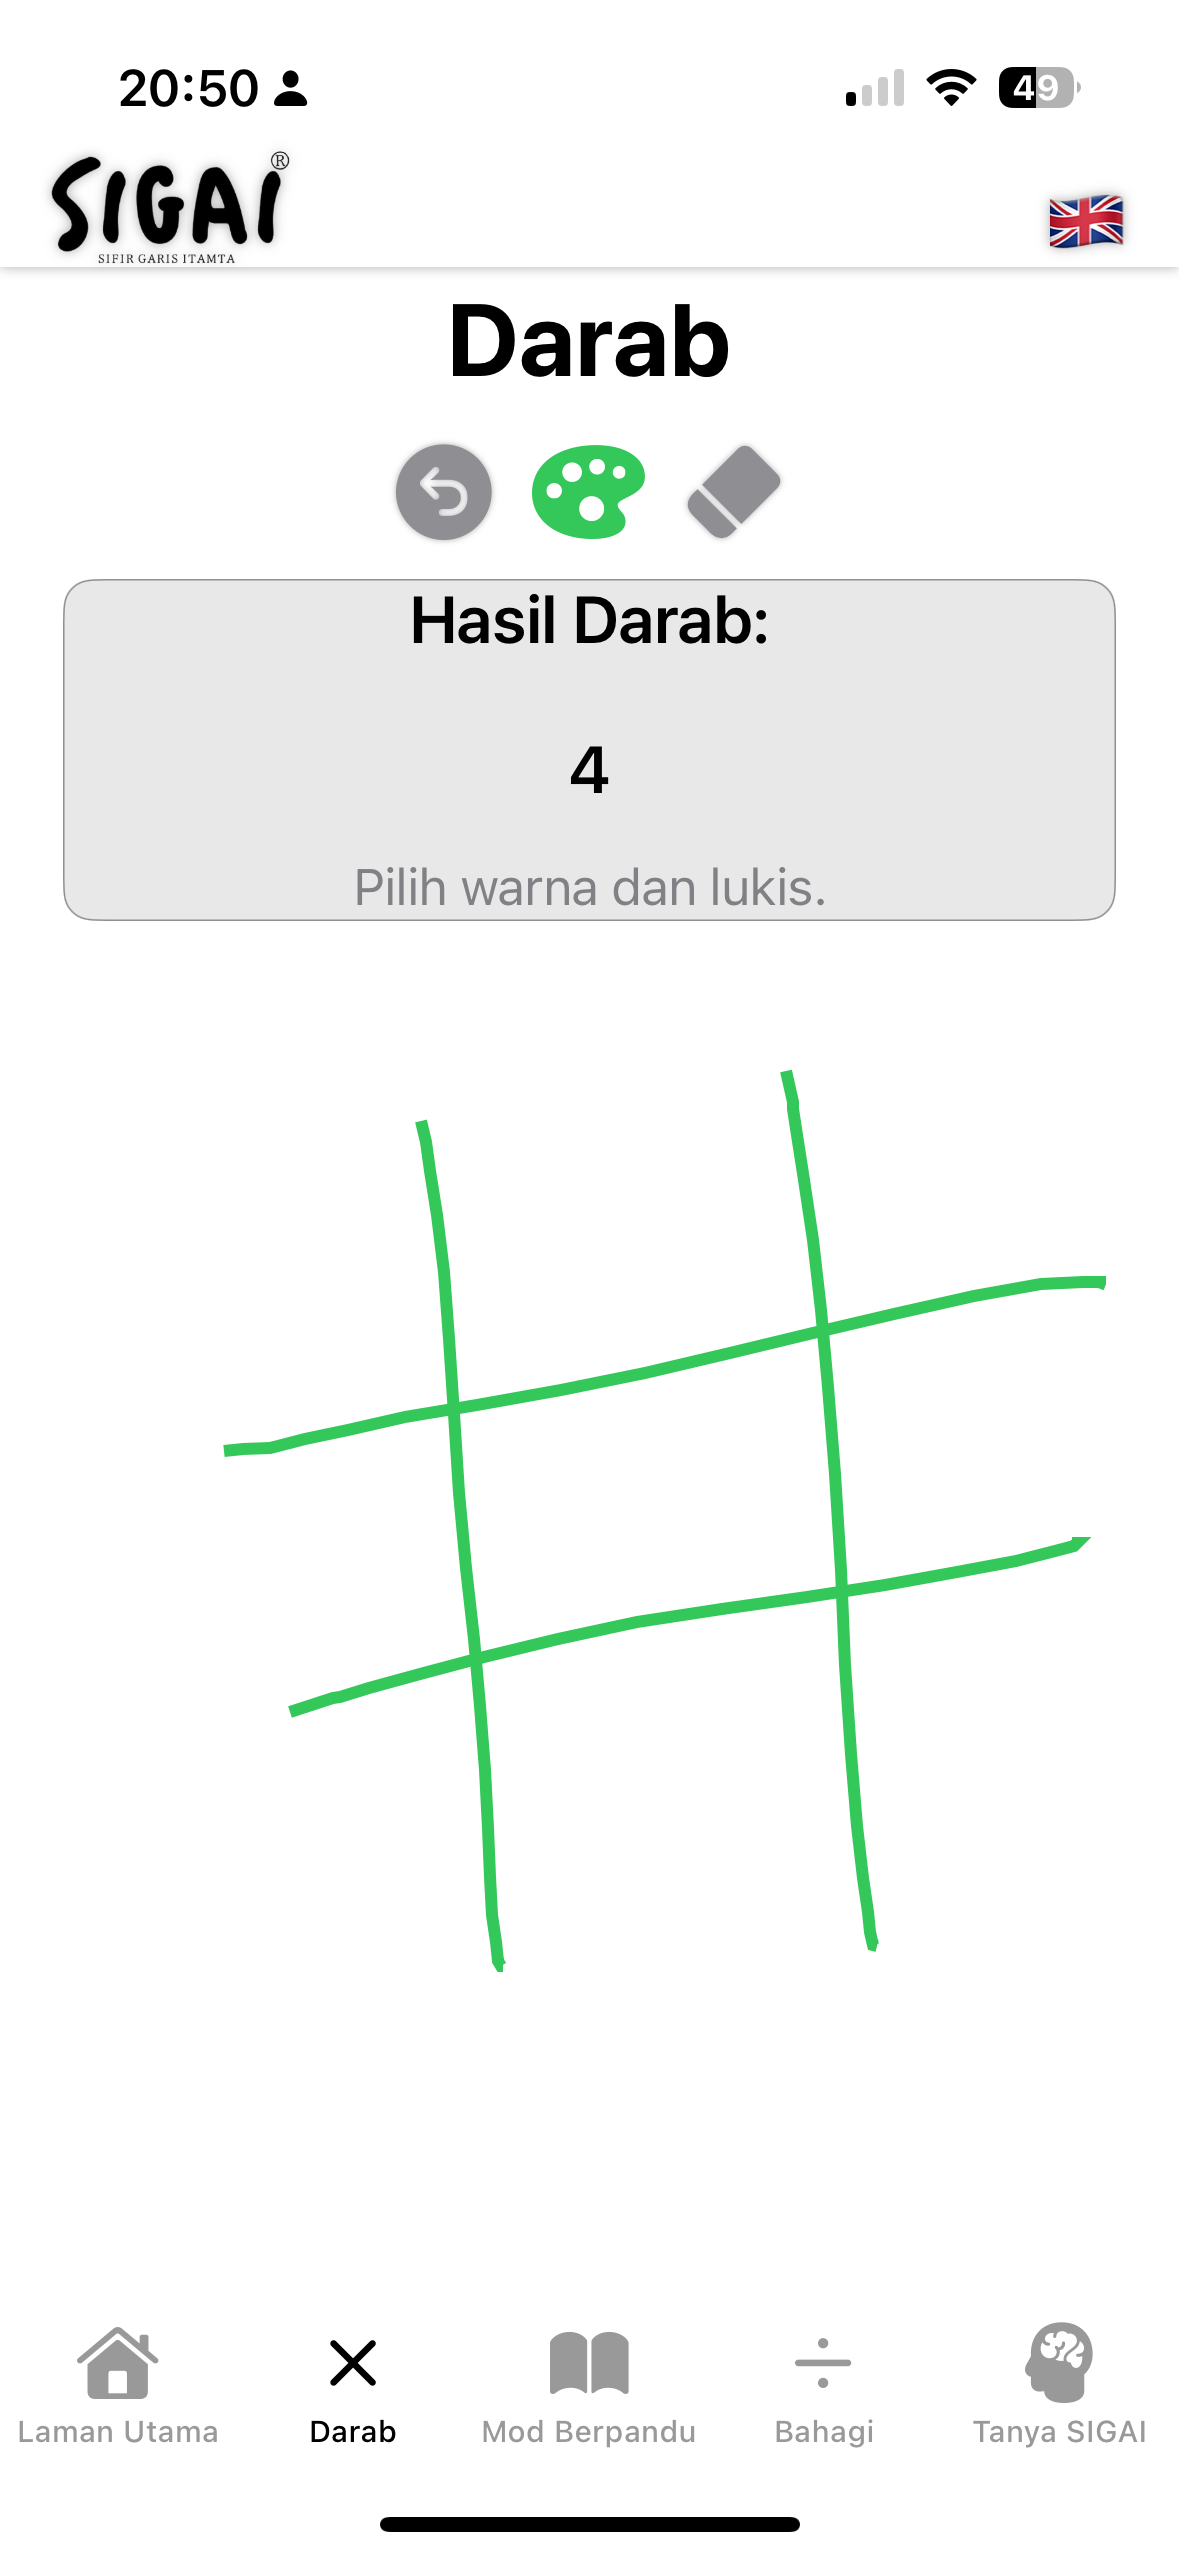 20:50
49
SIGAI®
SIFIR GARIS ITAMTA
Darab
Hasil Darab:
4
Pilih warna dan lukis.
Laman Utama
Darab
Mod Berpandu
Bahagi
Tanya SIGAI